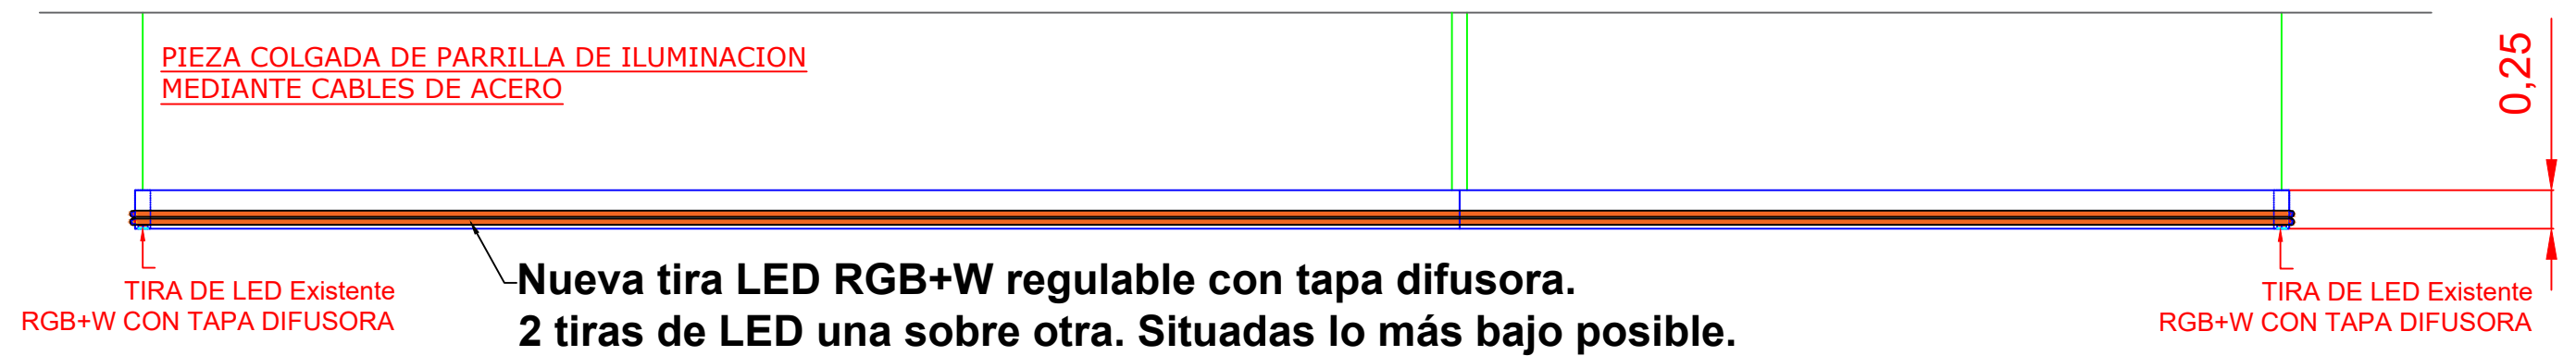 PIEZA COLGADA DE PARRILLA DE ILUMINACION
MEDIANTE CABLES DE ACERO
0,25
Nueva tira LED RGB+W regulable con tapa difusora.
2 tiras de LED una sobre otra. Situadas lo más bajo posible.
TIRA DE LED Existente
RGB+W CON TAPA DIFUSORA
TIRA DE LED Existente
RGB+W CON TAPA DIFUSORA